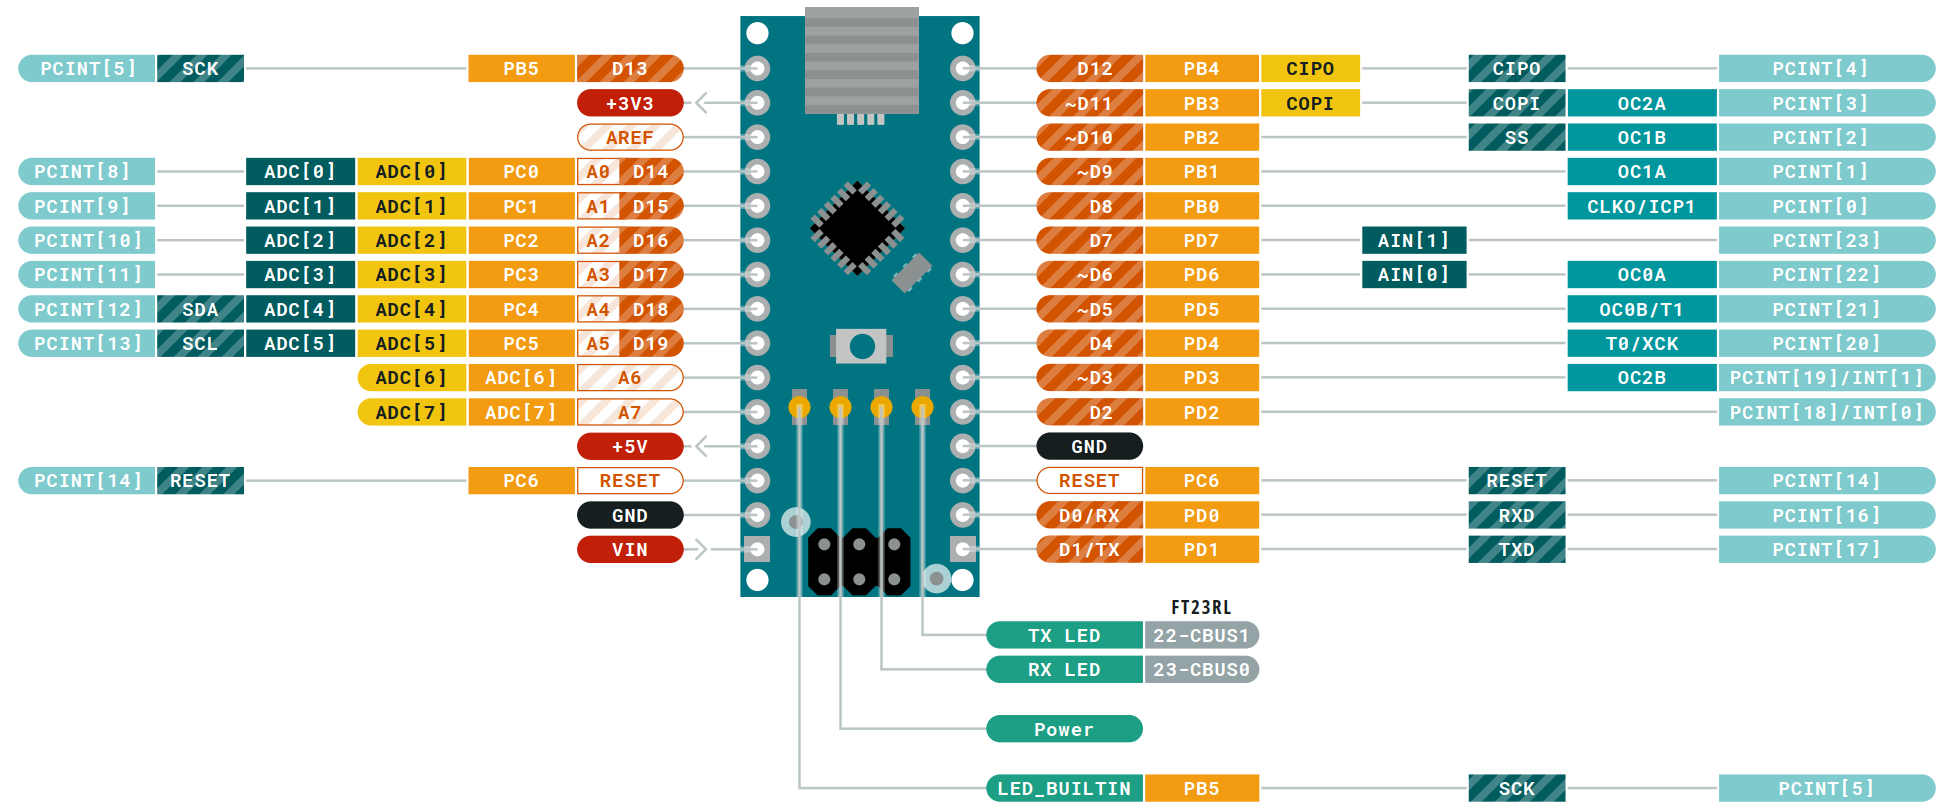 PCINT[5] SCK PB5 D13 D12 PB4 CIPO CIPO PCINT[4]
+3V3 ~D11 PB3 COPI COPI OC2A PCINT[3]
AREF ~D10 PB2 SS OC1B PCINT[2]
PCINT[8] ADC[0] ADC[0] PC0 A0 D14 ~D9 PB1 OC1A PCINT[1]
PCINT[9] ADC[1] ADC[1] PC1 A1 D15 D8 PB0 CLKO/ICP1 PCINT[0]
PCINT[10] ADC[2] ADC[2] PC2 A2 D16 D7 PD7 AIN[1] PCINT[23]
PCINT[11] ADC[3] ADC[3] PC3 A3 D17 ~D6 PD6 AIN[0] OC0A PCINT[22]
PCINT[12] SDA ADC[4] ADC[4] PC4 A4 D18 ~D5 PD5 OC0B/T1 PCINT[21]
PCINT[13] SCL ADC[5] ADC[5] PC5 A5 D19 D4 PD4 T0/XCK PCINT[20]
ADC[6] ADC[6] A6 ~D3 PD3 OC2B PCINT[19]/INT[1]
ADC[7] ADC[7] A7 D2 PD2 PCINT[18]/INT[0]
+5V GND
PCINT[14] RESET PC6 RESET RESET PC6 RESET PCINT[14]
GND D0/RX PD0 RXD PCINT[16]
VIN D1/TX PD1 TXD PCINT[17]
FT23RL
TX LED 22-CBUS1
RX LED 23-CBUS0
Power
LED_BUILTIN PB5 SCK PCINT[5]